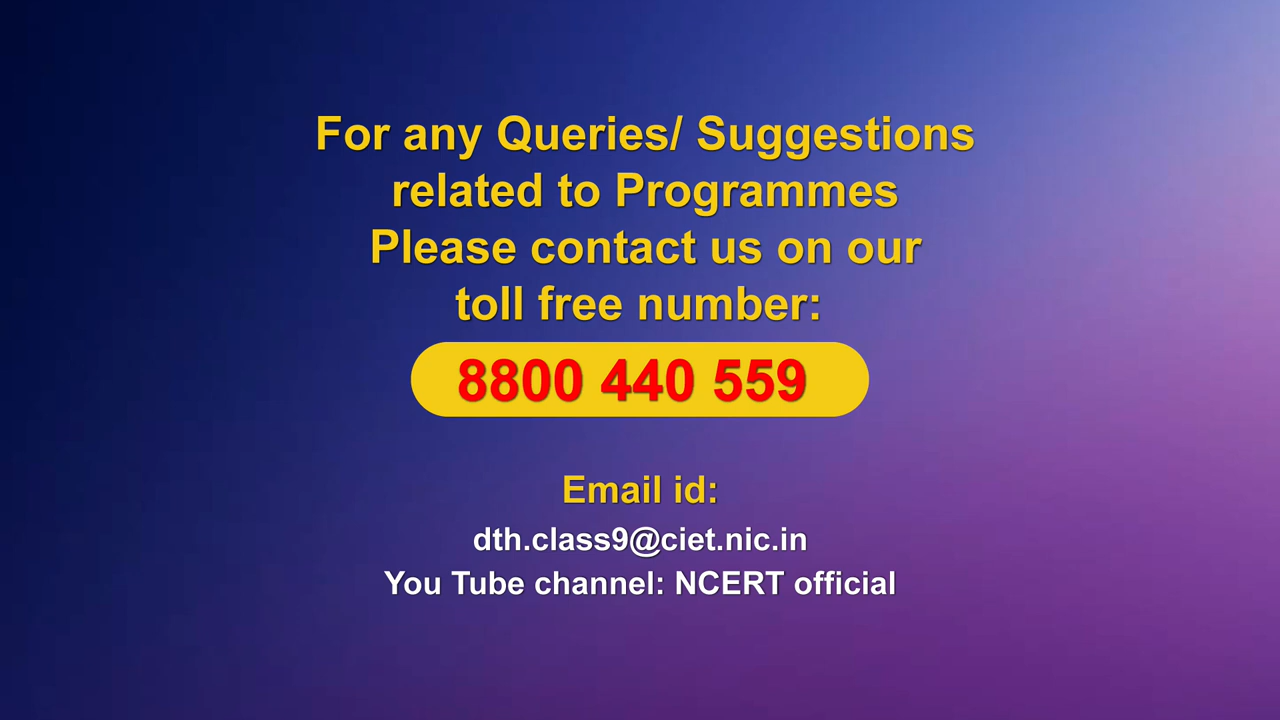 For any Queries/ Suggestions
related to Programmes
Please contact us on our
toll free number:
8800 440 559
Email id:
dth.class9@ciet.nic.in
You Tube channel: NCERT official